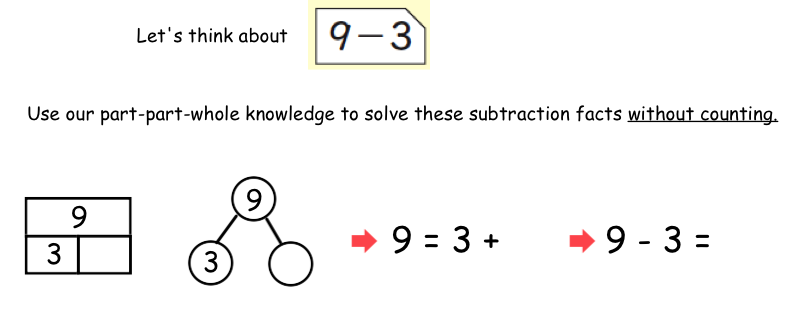 Let's think about 9 – 3
Use our part-part-whole knowledge to solve these subtraction facts without counting.
9
3
9
3
9 = 3 +
9 - 3 =